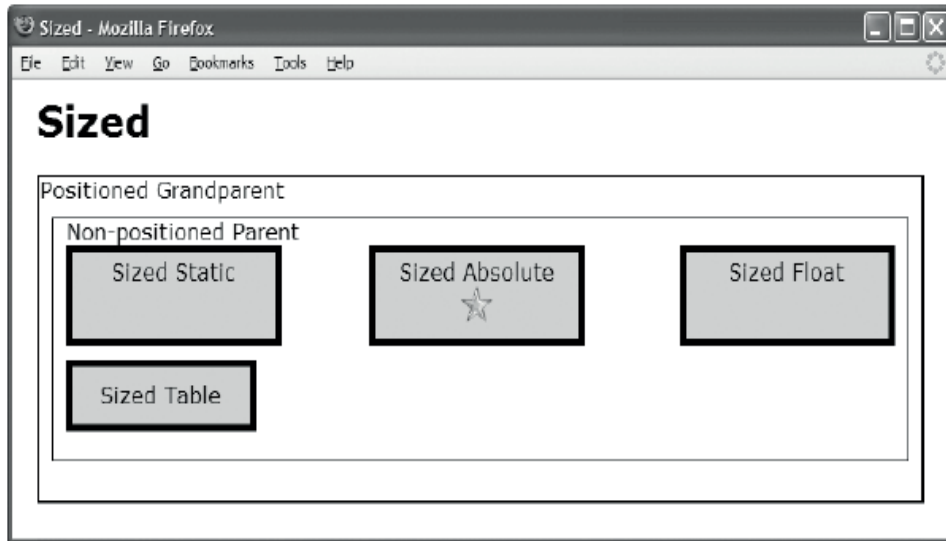 Sized - Mozilla Firefox
File Edit View Go Bookmarks Tools Help
Sized
Positioned Grandparent
Non-positioned Parent
Sized Static Sized Absolute Sized Float
Sized Table